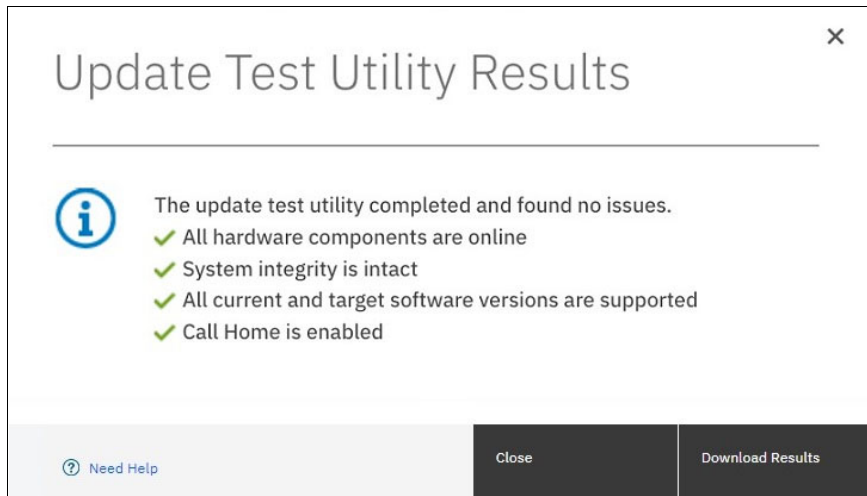 Update Test Utility Results
The update test utility completed and found no issues.
All hardware components are online
System integrity is intact
All current and target software versions are supported
Call Home is enabled
Need Help
Close
Download Results